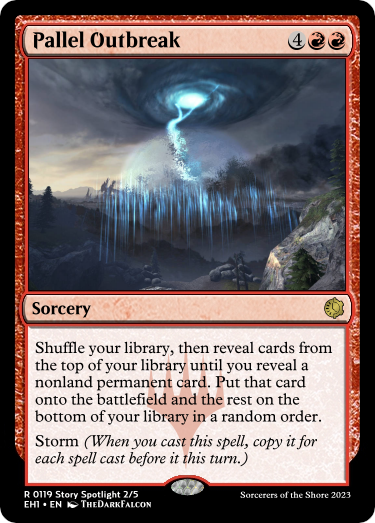 Pallel Outbreak 4
Sorcery
Shuffle your library, then reveal cards from
the top of your library until you reveal a
nonland permanent card. Put that card
onto the battlefield and the rest on the
bottom of your library in a random order.
Storm (When you cast this spell, copy it for
each spell cast before it this turn.)
R 0119 Story Spotlight 2/5
EH1 • EN TheDarkFalcon
Sorcerers of the Shore 2023